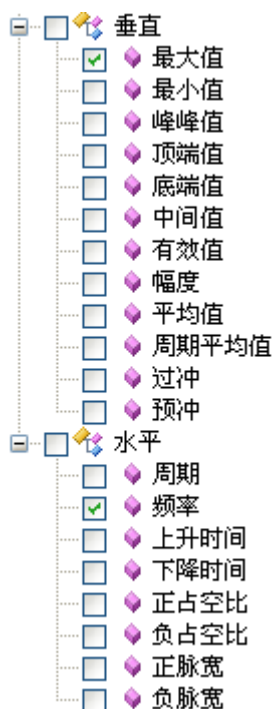 垂直
最大值
最小值
峰峰值
顶端值
底端值
中间值
有效值
幅度
平均值
周期平均值
过冲
预冲
水平
周期
频率
上升时间
下降时间
正占空比
负占空比
正脉宽
负脉宽